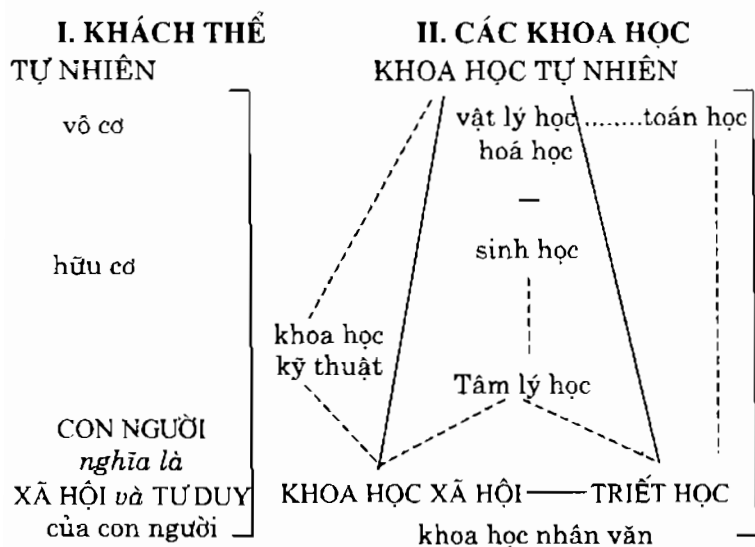 I. KHÁCH THỂ
TỰ NHIÊN
vô cơ
hữu cơ
CON NGƯỜI
nghĩa là
XÃ HỘI và TƯ DUY
của con người
II. CÁC KHOA HỌC
KHOA HỌC TỰ NHIÊN
vật lý học ........toán học
hoá học
sinh học
khoa học
kỹ thuật
Tâm lý học
KHOA HỌC XÃ HỘI —— TRIẾT HỌC
khoa học nhân văn